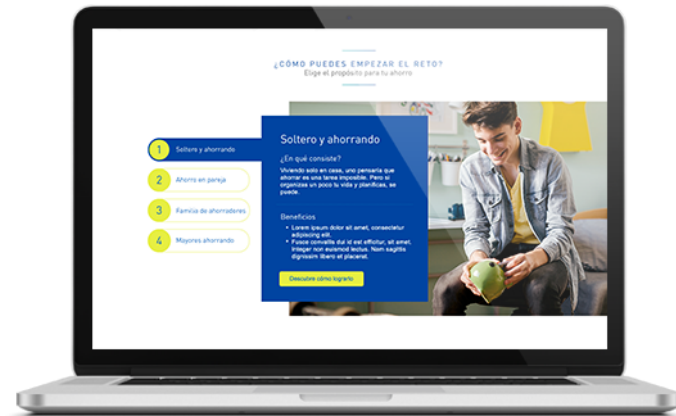 ¿CÓMO PUEDES EMPEZAR EL RETO?
Elige el propósito para tu ahorro
1 Soltero y ahorrando
2 Ahorro en pareja
3 Familia de ahorradores
4 Mayores ahorrando
Soltero y ahorrando
¿En qué consiste?
Viviendo solo en casa, uno pensaría que
ahorrar es una tarea imposible. Pero si
organizas un poco tu vida y planificas, se
puede.
Beneficios
• Lorem ipsum dolor sit amet, consectetur
adipiscing elit.
• Fusce convallis dui id est efficitur, sit amet.
Integer non euismod lectus. Nam sagittis
dignissim libero et placerat.
Descubre cómo lograrlo